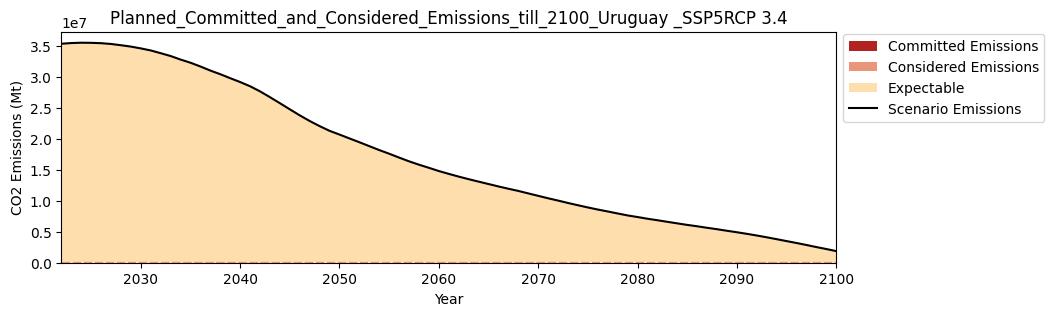 Planned_Committed_and_Considered_Emissions_till_2100_Uruguay _SSP5RCP 3.4
1e7
3.5
3.0
2.5
2.0
1.5
1.0
0.5
0.0
CO2 Emissions (Mt)
2030 2040 2050 2060 2070 2080 2090 2100
Year
Committed Emissions
Considered Emissions
Expectable
Scenario Emissions